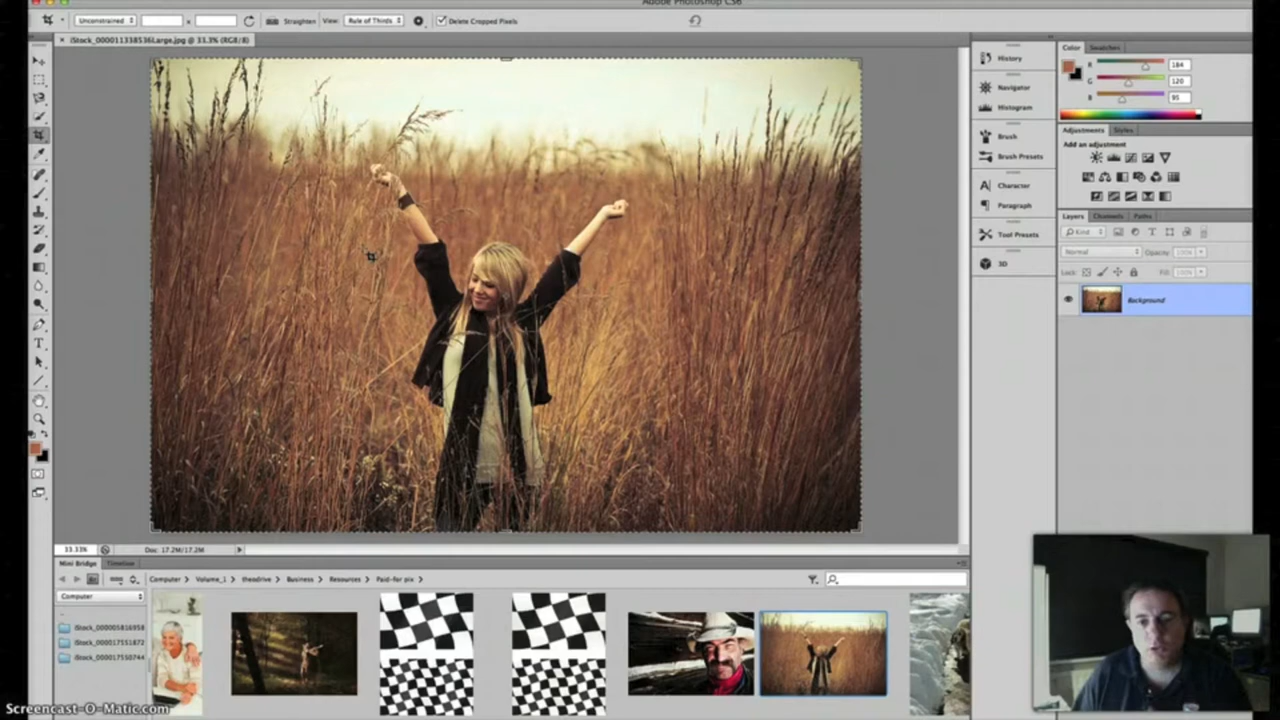 Adobe Photoshop CS6
Unconstrained x Straighten View: Rule of Thirds Delete Cropped Pixels
× iStock_000011338536Large.jpg @ 33.3% (RGB/8)
History
Navigator
Histogram
Brush
Brush Presets
Character
Paragraph
Tool Presets
3D
Color Swatches
R 184
G 120
B 95
Adjustments Styles
Add an adjustment
Layers Channels Paths
Kind
Normal Opacity: 100%
Lock: Fill: 100%
Background
33.33% Doc: 17.2M/17.2M
Mini Bridge Timeline
Computer > Volume_1 > theodrive > Business > Resources > Paid-for pix >
Computer
iStock_000005816958
iStock_000017551872
iStock_000017550744
Screencast-O-Matic.com